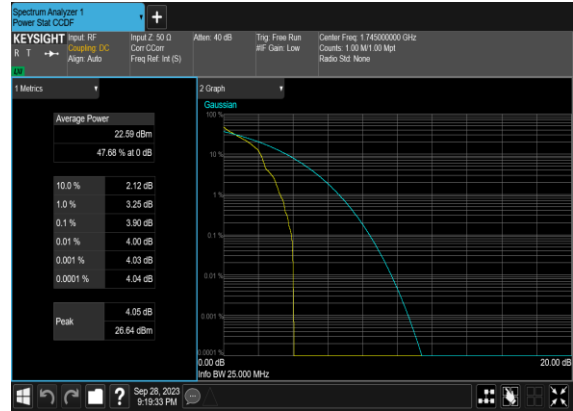 Spectrum Analyzer 1
Power Stat CCDF
KEYSIGHT
R T
LXI
Input: RF
Coupling: DC
Align: Auto
Input Z: 50 Ω
Corr CCorr
Freq Ref: Int (S)
Atten: 40 dB
Trig: Free Run
#IF Gain: Low
Center Freq: 1.745000000 GHz
Counts: 1.00 M/1.00 Mpt
Radio Std: None
1 Metrics
Average Power
22.59 dBm
47.68 % at 0 dB
10.0 % 2.12 dB
1.0 % 3.25 dB
0.1 % 3.90 dB
0.01 % 4.00 dB
0.001 % 4.03 dB
0.0001 % 4.04 dB
Peak
4.05 dB
26.64 dBm
2 Graph
Gaussian
100 %
10 %
1 %
0.1 %
0.01 %
0.001 %
0.0001 %
0.00 dB 20.00 dB
Info BW 25.000 MHz
Sep 28, 2023
9:19:33 PM